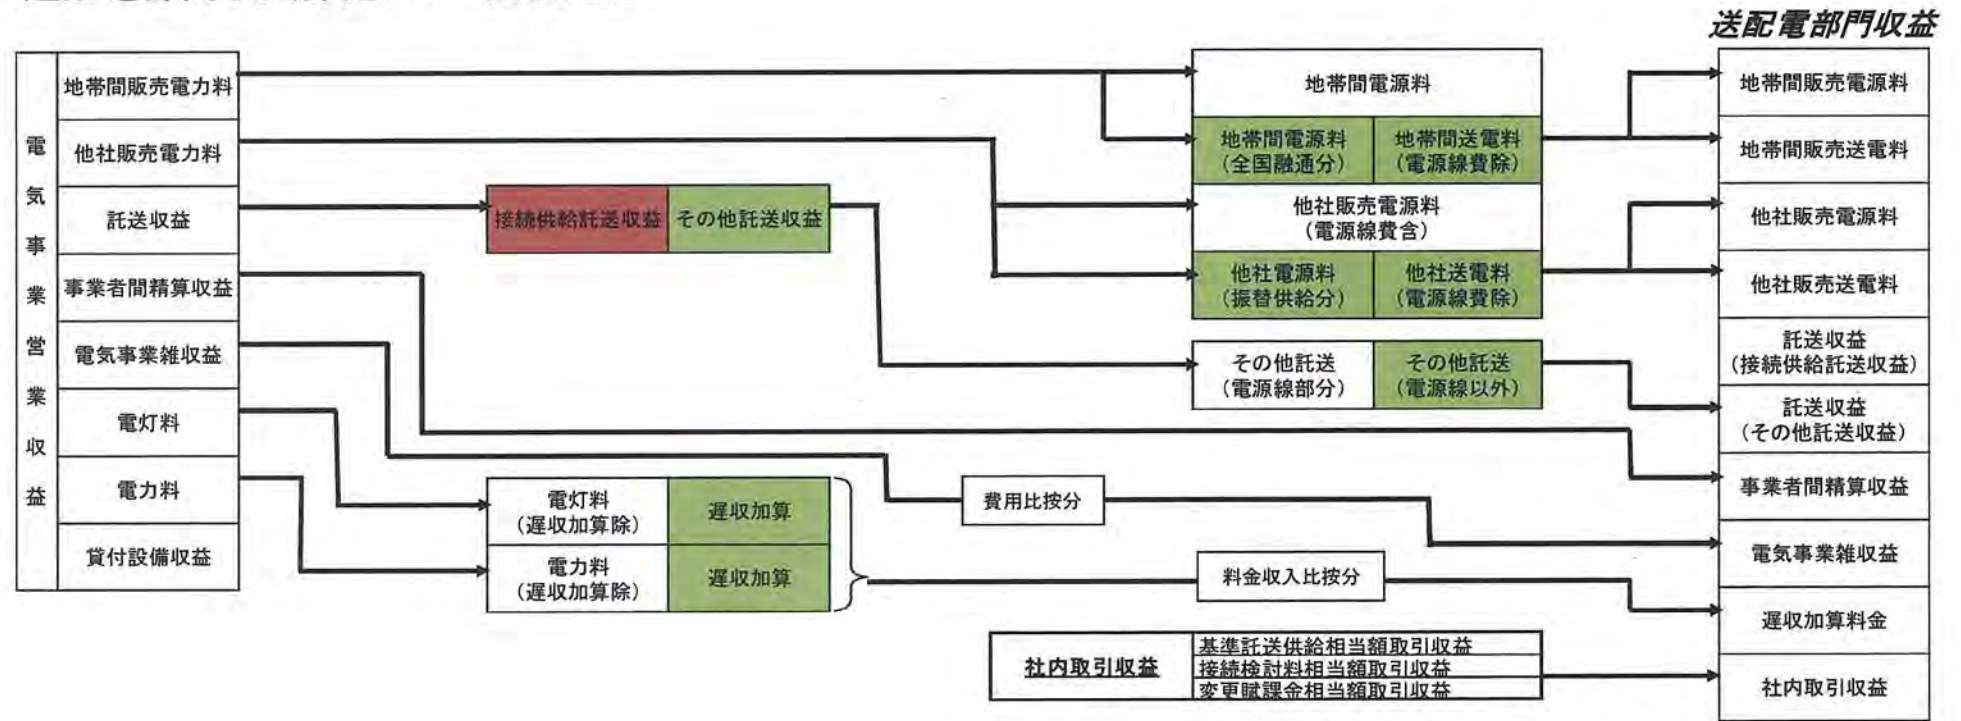 送配電部門収益
電気事業営業収益
地帯間販売電力料
他社販売電力料
託送収益
事業者間精算収益
電気事業雑収益
電灯料
電力料
貸付設備収益
接続供給託送収益
その他託送収益
電灯料
(遅収加算除)
遅収加算
電力料
(遅収加算除)
遅収加算
地帯間電源料
地帯間電源料
(全国融通分)
地帯間送電料
(電源線費除)
他社販売電源料
(電源線費含)
他社電源料
(振替供給分)
他社送電料
(電源線費除)
その他託送
(電源線部分)
その他託送
(電源線以外)
費用比按分
料金収入比按分
社内取引収益
基準託送供給相当額取引収益
接続検討料相当額取引収益
変更賦課金相当額取引収益
地帯間販売電源料
地帯間販売送電料
他社販売電源料
他社販売送電料
託送収益
(接続供給託送収益)
託送収益
(その他託送収益)
事業者間精算収益
電気事業雑収益
遅収加算料金
社内取引収益